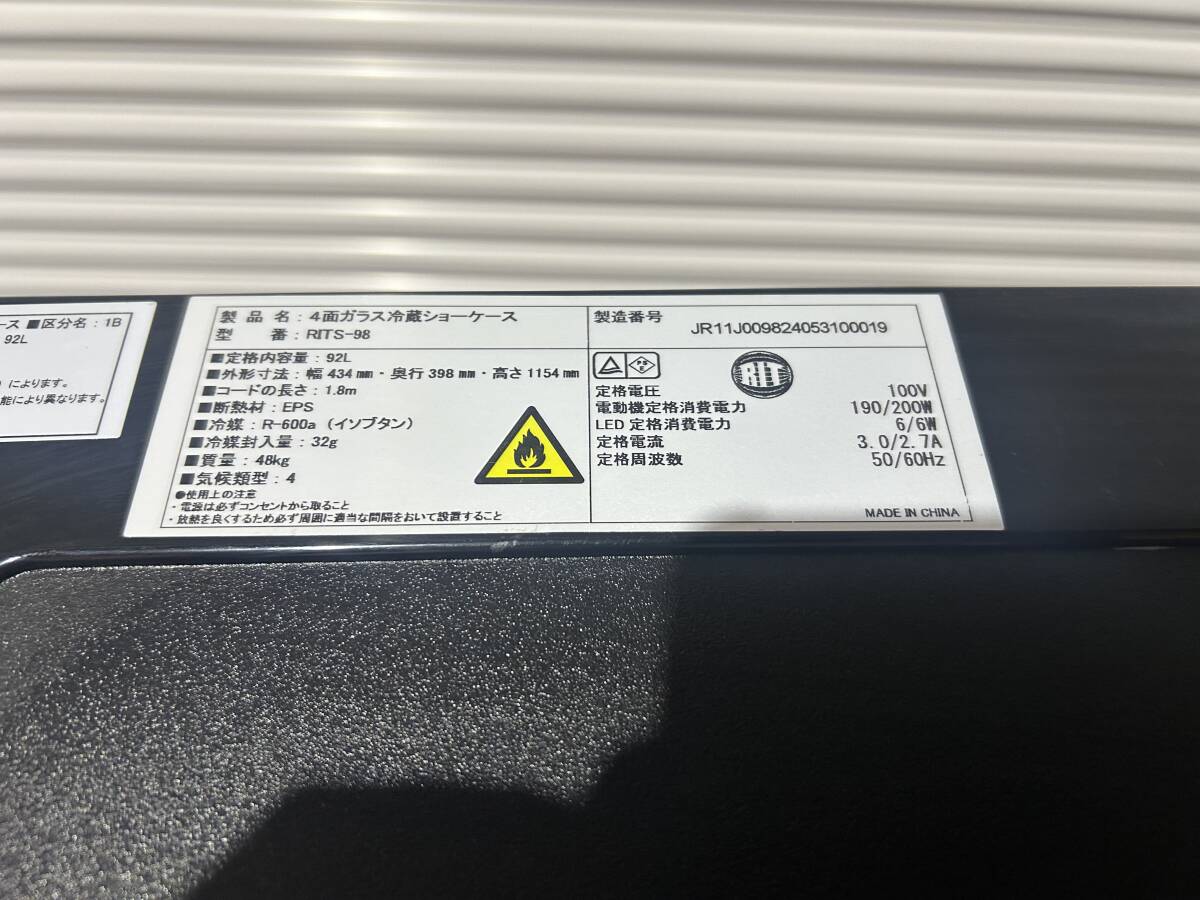 ース ■区分名：1B
92L
）によります。
能により異なります。
製 品 名：4面ガラス冷蔵ショーケース
型 番：RITS-98
■定格内容量：92L
■外形寸法：幅 434 mm・奥行 398 mm・高さ 1154 mm
■コードの長さ：1.8m
■断熱材：EPS
■冷媒：R-600a（イソブタン）
■冷媒封入量：32g
■質量：48kg
■気候類型：4
●使用上の注意
・電源は必ずコンセントから取ること
・放熱を良くするため必ず周囲に適当な間隔をおいて設置すること
製造番号
JR11J009824053100019
PS
E
RIT
定格電圧 100V
電動機定格消費電力 190/200W
LED 定格消費電力 6/6W
定格電流 3.0/2.7A
定格周波数 50/60Hz
MADE IN CHINA